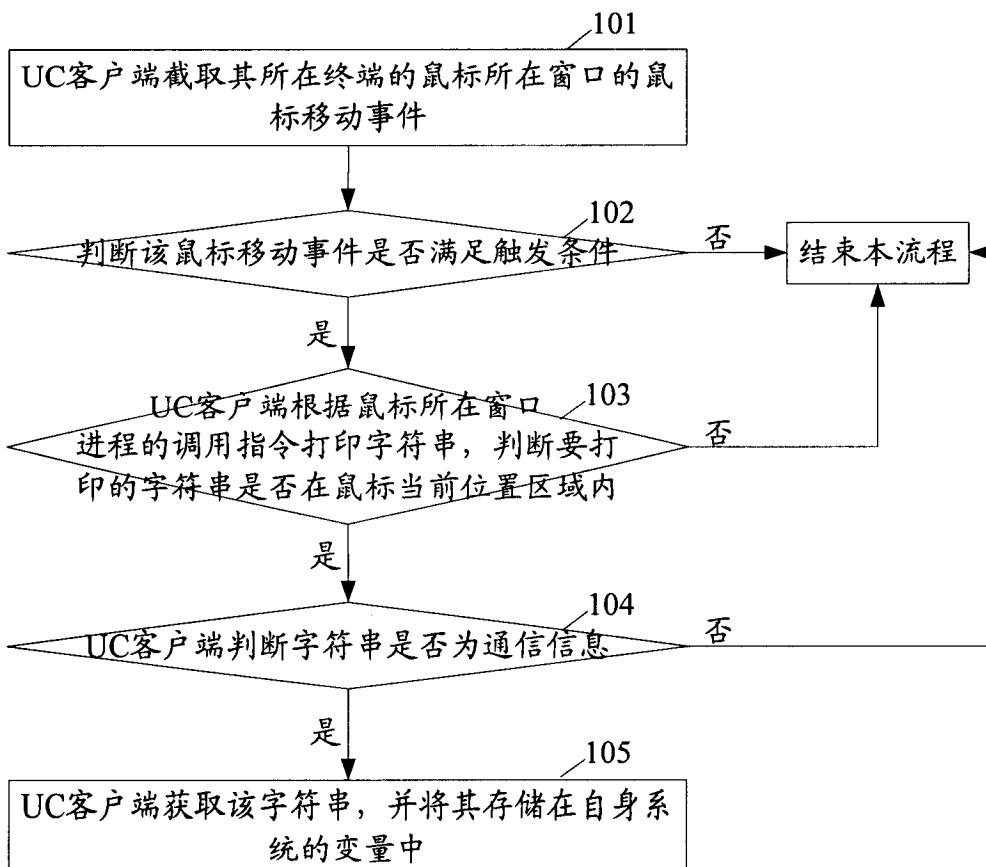 101
UC客户端截取其所在终端的鼠标所在窗口的鼠
标移动事件
102
判断该鼠标移动事件是否满足触发条件
否
结束本流程
是
103
UC客户端根据鼠标所在窗口
进程的调用指令打印字符串，判断要打
印的字符串是否在鼠标当前位置区域内
否
是
104
UC客户端判断字符串是否为通信信息
否
是
105
UC客户端获取该字符串，并将其存储在自身系
统的变量中